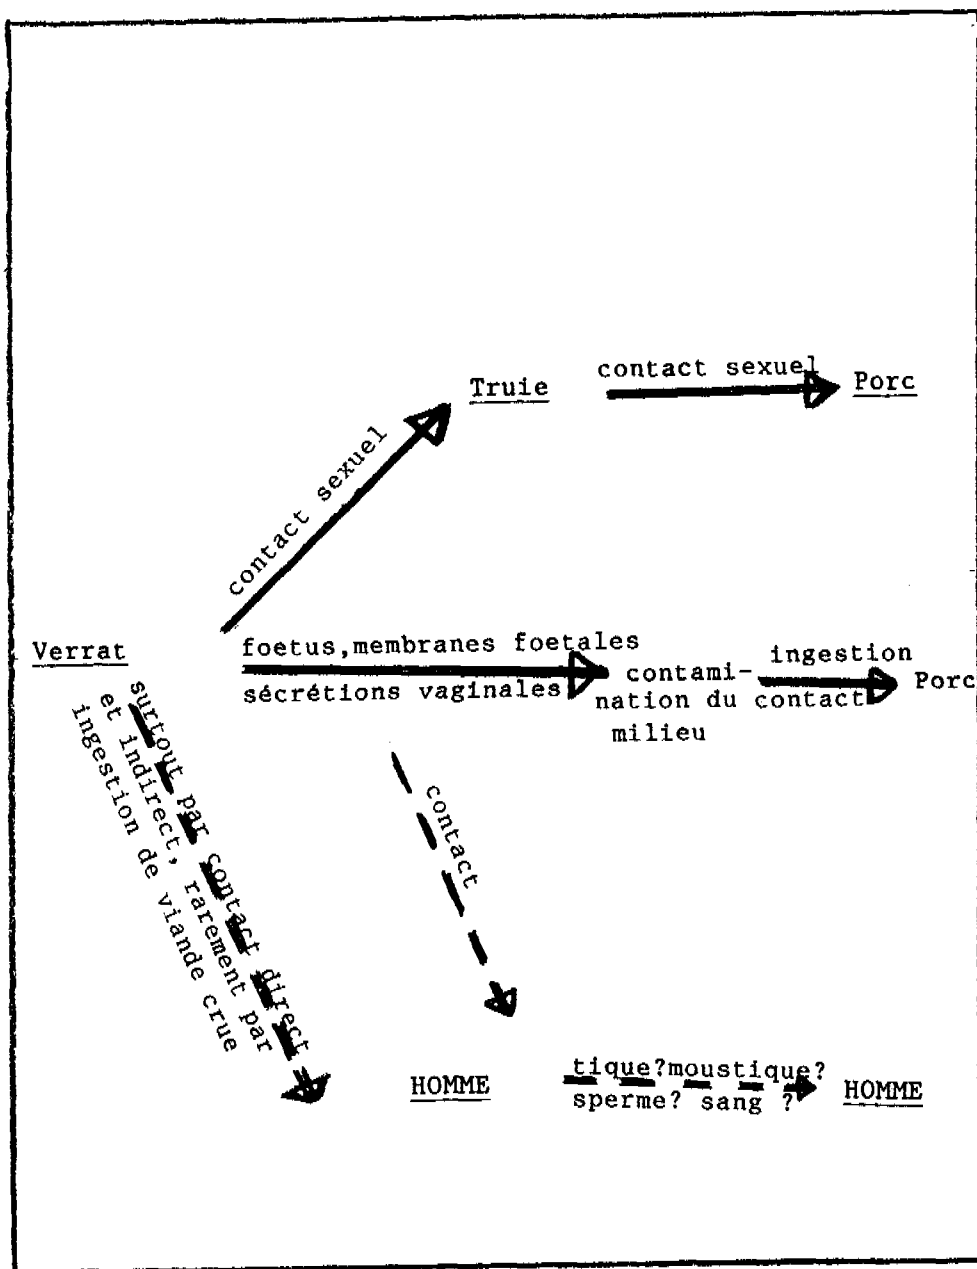 contact sexuel
Truie
Porc
contact sexuel
Verrat
foetus,membranes foetales
sécrétions vaginales
contami-
nation du contact
milieu
ingestion
Porc
surtout par contact direct
et indirect, rarement par
ingestion de viande crue
contact
HOMME
tique?moustique?
sperme? sang ?
HOMME